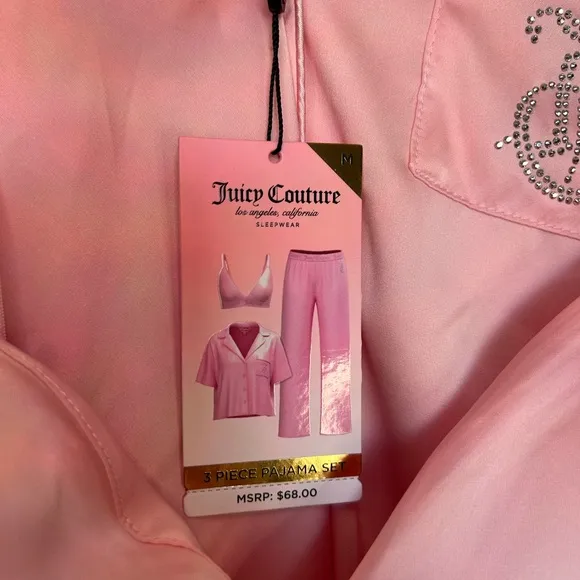 M
Juicy Couture
los angeles, california
SLEEPWEAR
3 PIECE PAJAMA SET
MSRP: $68.00